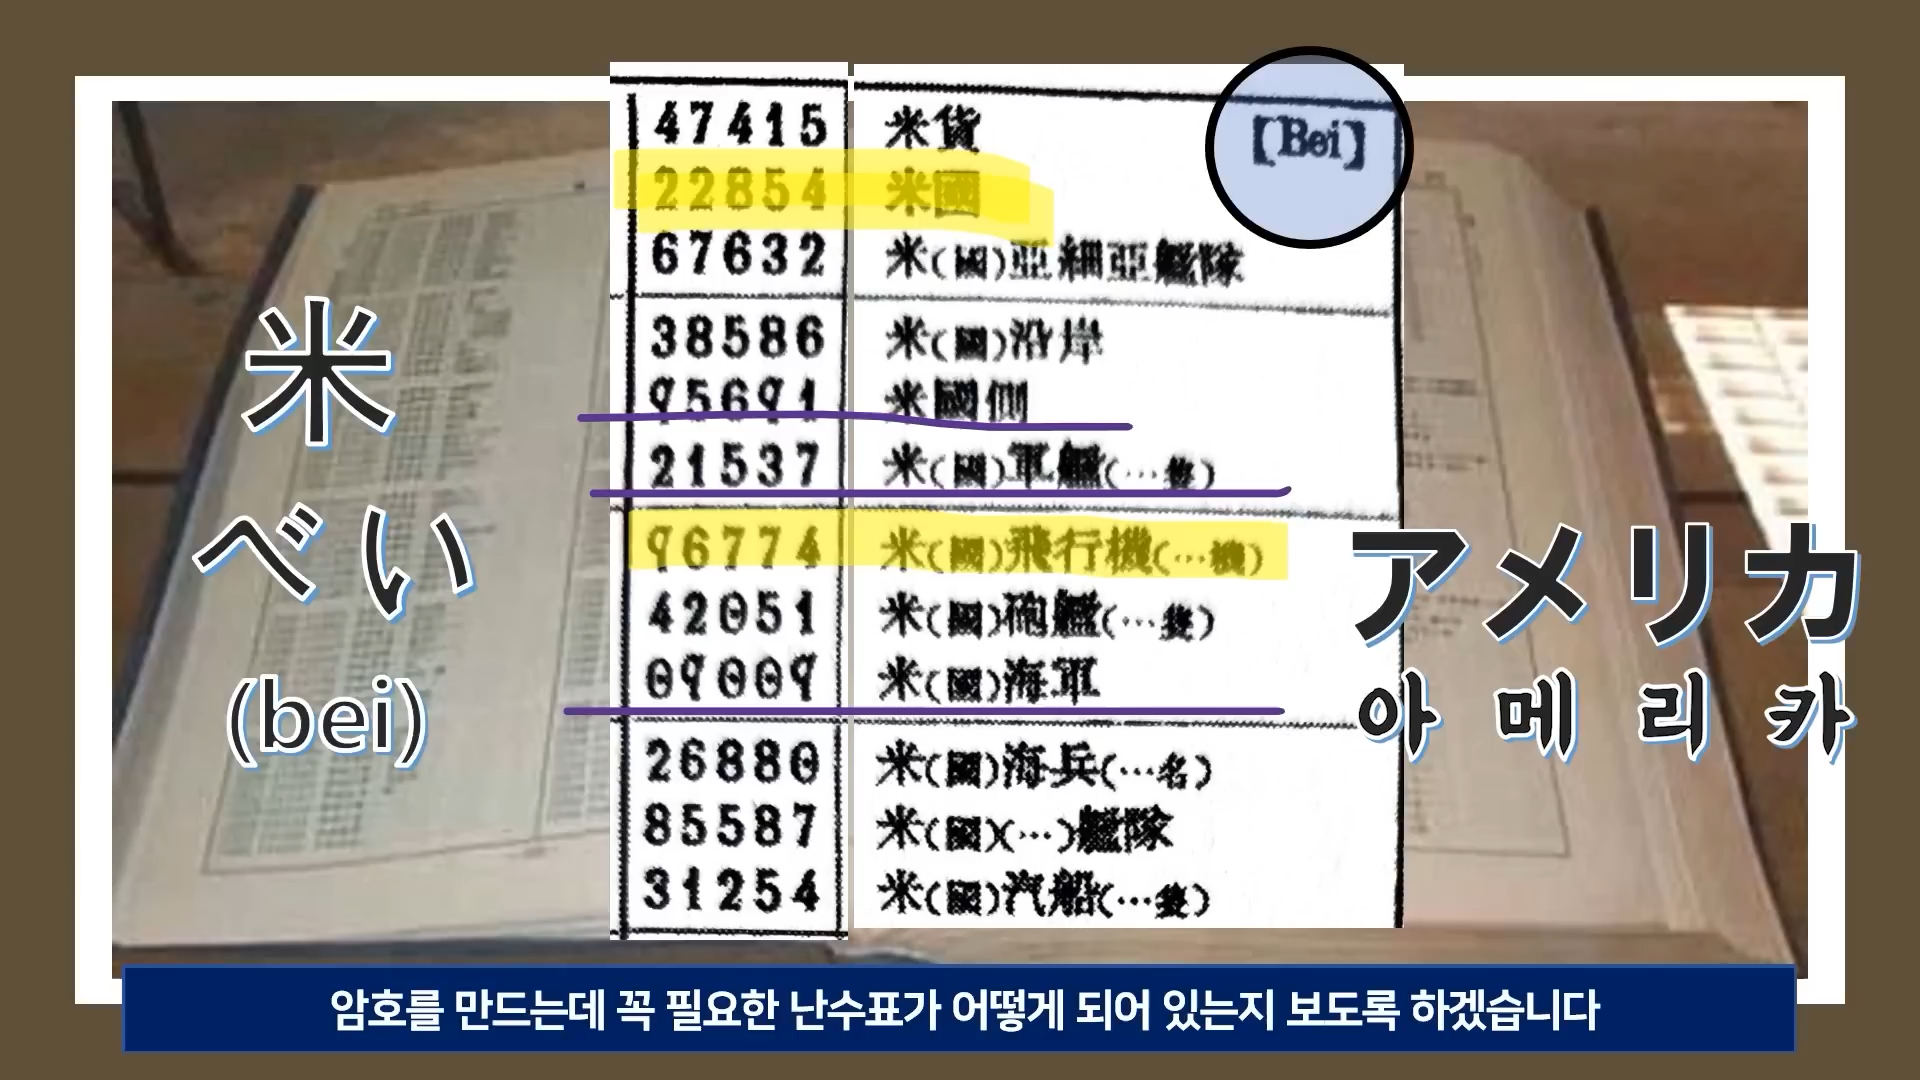 47415 米貨 【Bei】
22854 米國
67632 米(國)亞細亞艦隊
38586 米(國)沿岸
95691 米國側
21537 米(國)軍艦(…隻)
96774 米(國)飛行機(…機)
42051 米(國)砲艦(…隻)
09009 米(國)海軍
26880 米(國)海兵(…名)
85587 米(國)(…)艦隊
31254 米(國)汽船(…隻)
米
べい
(bei)
アメリカ
아메리카
암호를 만드는데 꼭 필요한 난수표가 어떻게 되어 있는지 보도록 하겠습니다